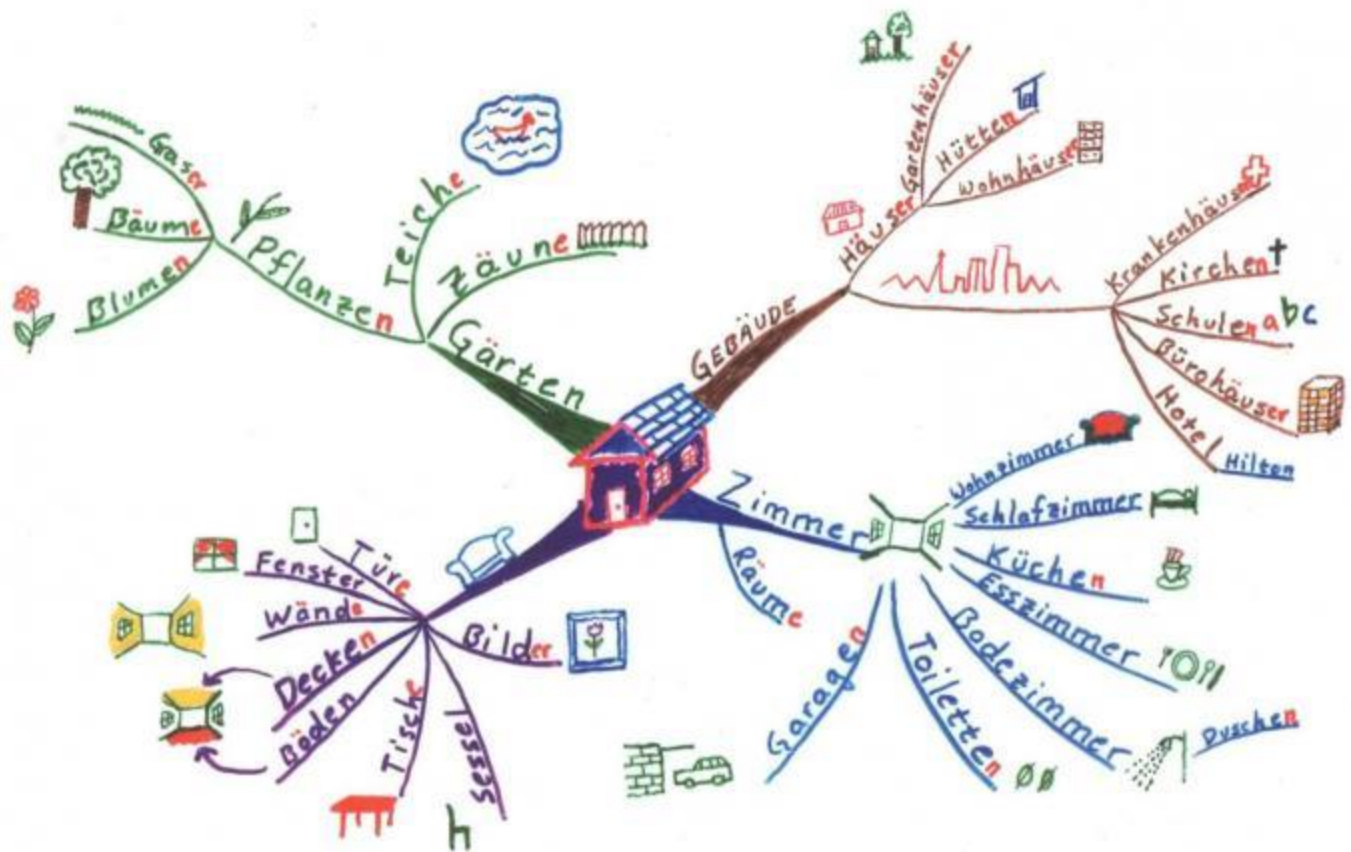 Gärten
Pflanzen
Gaser
Bäume
Blumen
Teiche
Zäune
GEBÄUDE
Häuser
Gartenhäuser
Hütten
Wohnhäuser
Krankenhäuser
Kirchen
Schulen abc
Bürohäuser
Hotel
Hilton
Zimmer
Räume
Wohnzimmer
Schlafzimmer
Küchen
Esszimmer
Badezimmer
Duschen
Toiletten
Garagen
Türe
Fenster
Wände
Decken
Böden
Tische
Sessel
Bilder